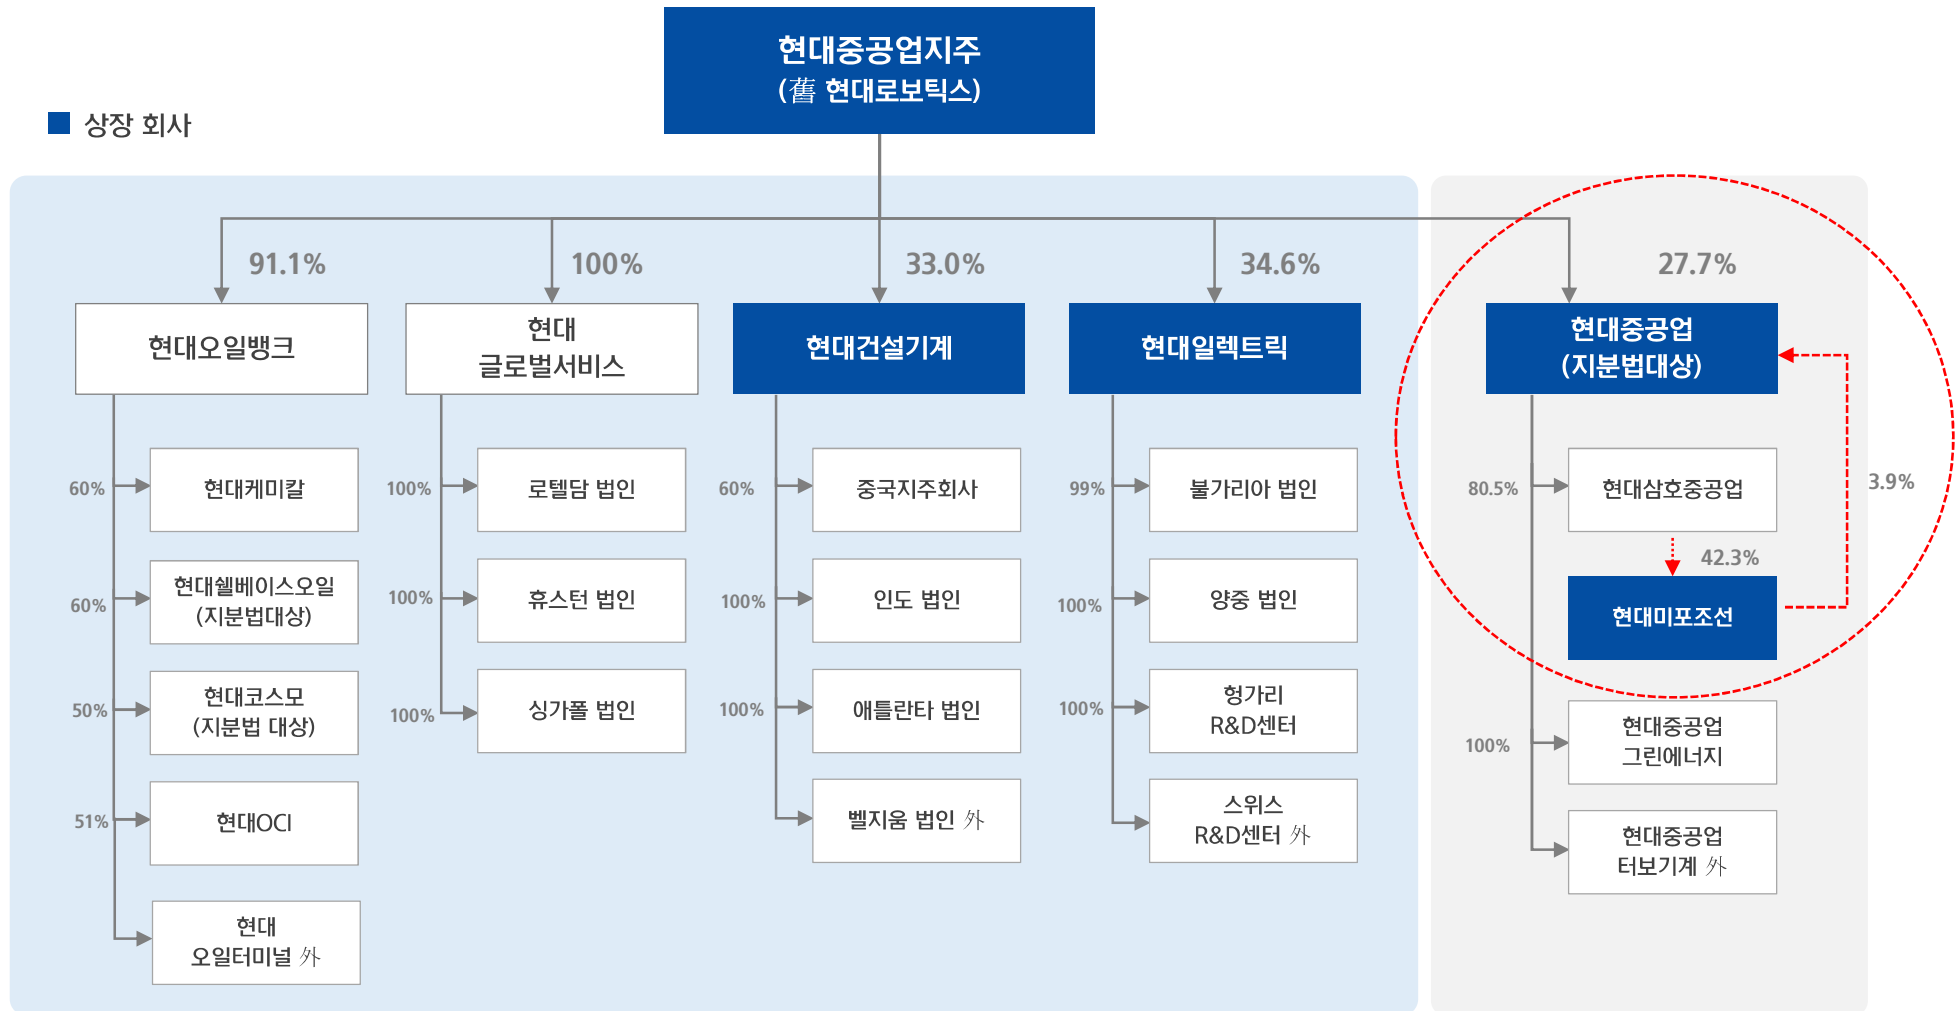 현대중공업지주
(舊 현대로보틱스)
상장 회사
91.1%
100%
33.0%
34.6%
27.7%
현대오일뱅크
현대
글로벌서비스
현대건설기계
현대일렉트릭
현대중공업
(지분법대상)
60%
현대케미칼
60%
현대쉘베이스오일
(지분법대상)
50%
현대코스모
(지분법 대상)
51%
현대OCI
현대
오일터미널 外
100%
로텔담 법인
100%
휴스턴 법인
100%
싱가폴 법인
60%
중국지주회사
100%
인도 법인
100%
애틀란타 법인
벨지움 법인 外
99%
불가리아 법인
100%
양중 법인
100%
헝가리
R&D센터
스위스
R&D센터 外
80.5%
현대삼호중공업
3.9%
42.3%
현대미포조선
100%
현대중공업
그린에너지
현대중공업
터보기계 外